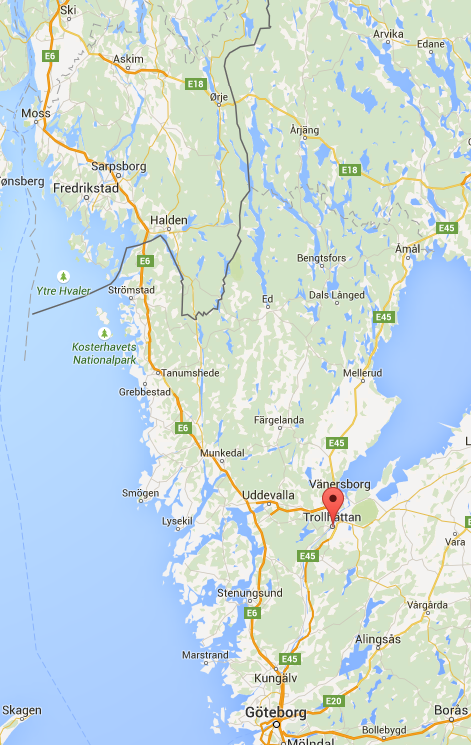 Ski
Arvika
Edane
E6
Askim
E18
Ørje
Moss
Årjäng
Sarpsborg
E18
Fredrikstad
Halden
E45
Åmål
E6
Bengtsfors
Ytre Hvaler
Strömstad
Ed
Dals Långed
E45
Kosterhavets
Nationalpark
Tanumshede
Mellerud
Grebbestad
Färgelanda
E6
E45
Munkedal
Vänersborg
Smögen
Uddevalla
Trollhättan
Lysekil
Vara
E45
Stenungsund
Vårgårda
E6
Alingsås
Marstrand
E45
Kungälv
E20
Skagen
Göteborg
Borås
Bollebygd
Mölndal